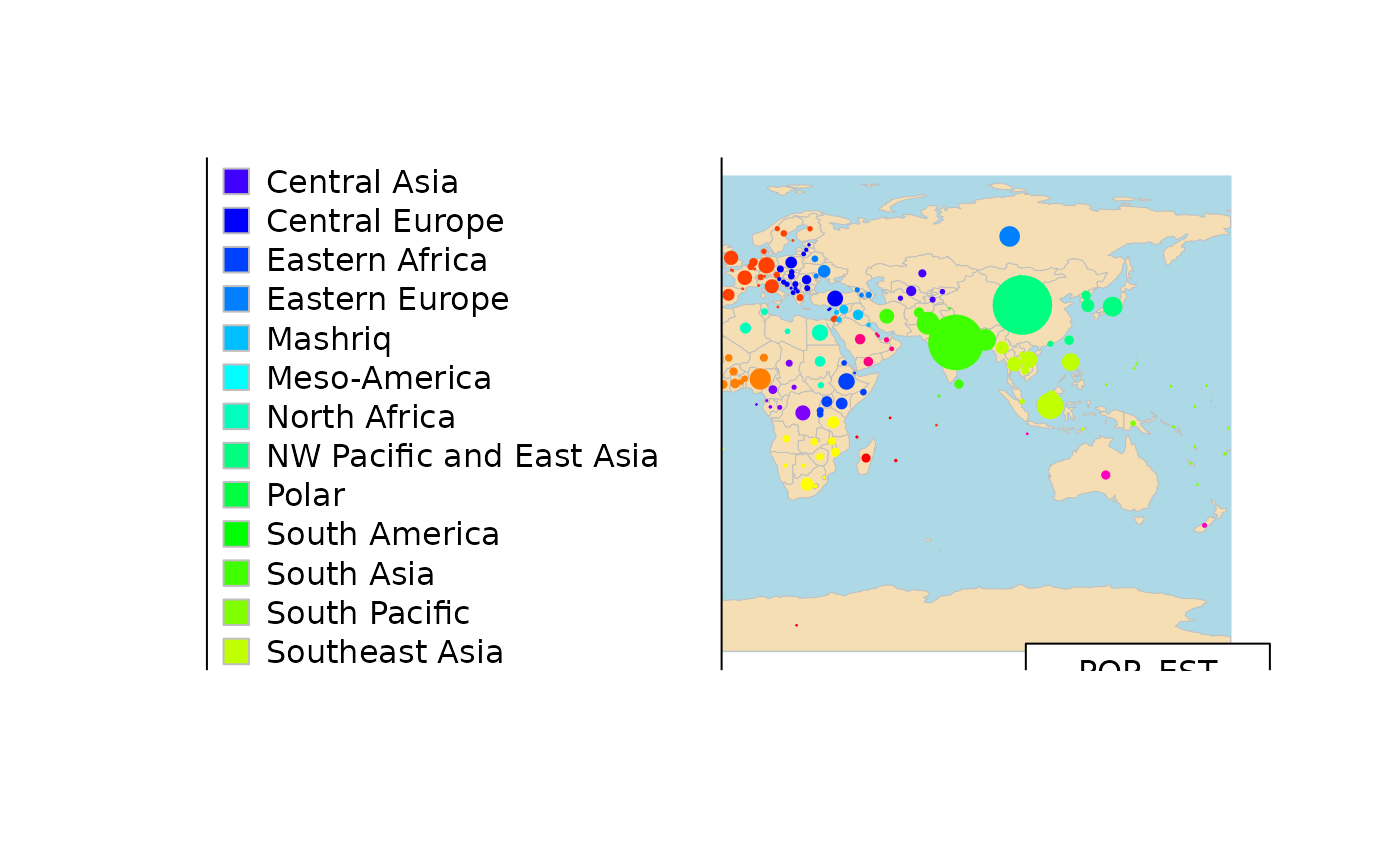 Central Asia
Central Europe
Eastern Africa
Eastern Europe
Mashriq
Meso-America
North Africa
NW Pacific and East Asia
Polar
South America
South Asia
South Pacific
Southeast Asia
POP_EST